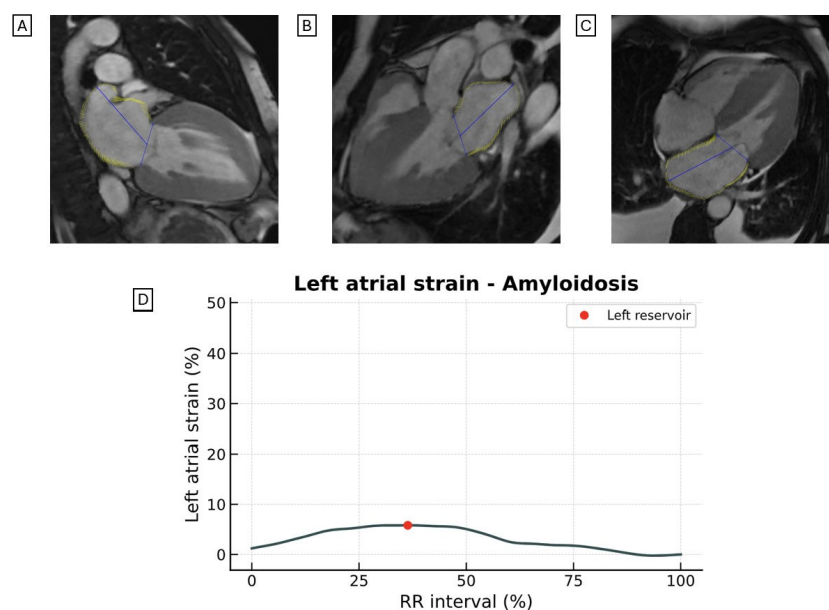 A
B
C
D
Left atrial strain - Amyloidosis
Left reservoir
Left atrial strain (%)
50
40
30
20
10
0
0 25 50 75 100
RR interval (%)